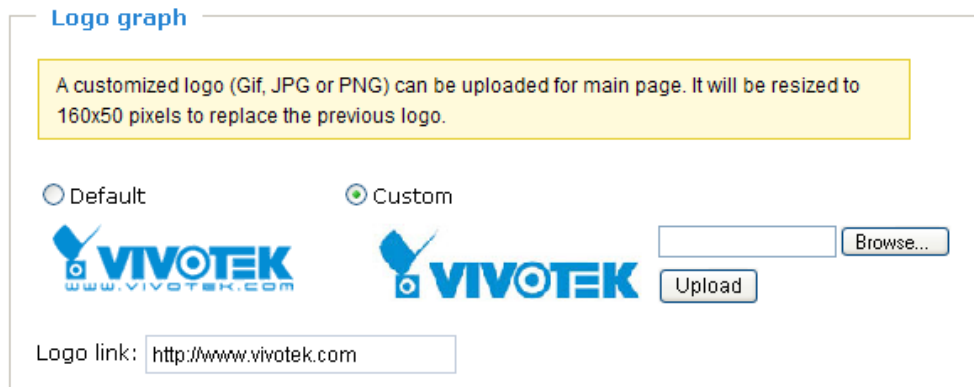 Logo graph
A customized logo (Gif, JPG or PNG) can be uploaded for main page. It will be resized to
160x50 pixels to replace the previous logo.
Default
Custom
VIVOTEK
www.vivotek.com
VIVOTEK
Browse...
Upload
Logo link: http://www.vivotek.com